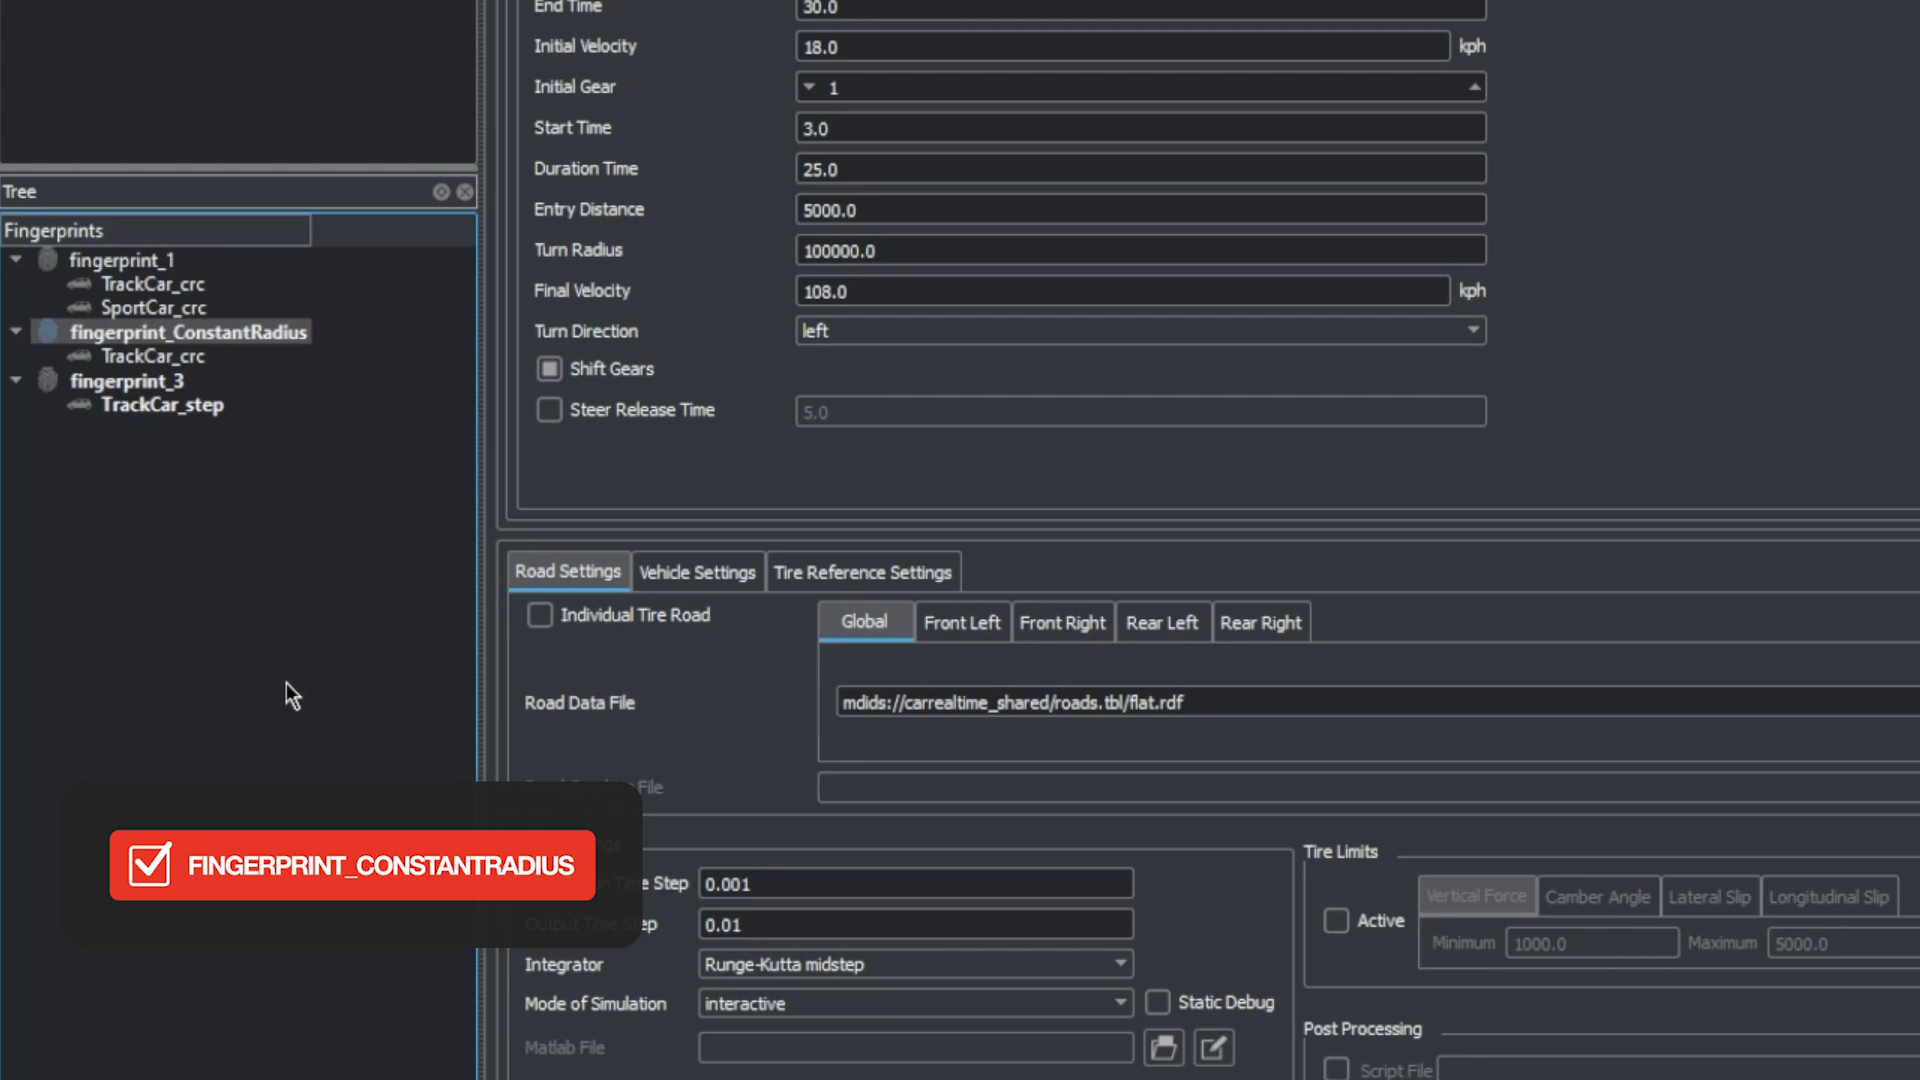 End Time 30.0
Initial Velocity 18.0 kph
Initial Gear 1
Start Time 3.0
Duration Time 25.0
Entry Distance 5000.0
Turn Radius 100000.0
Final Velocity 108.0 kph
Turn Direction left
Shift Gears
Steer Release Time 5.0
Tree
Fingerprints
fingerprint_1
TrackCar_crc
SportCar_crc
fingerprint_ConstantRadius
TrackCar_crc
fingerprint_3
TrackCar_step
Road Settings Vehicle Settings Tire Reference Settings
Individual Tire Road
Global Front Left Front Right Rear Left Rear Right
Road Data File mdids://carrealtime_shared/roads.tbl/flat.rdf
File
FINGERPRINT_CONSTANTRADIUS
Time Step 0.001
Output Time Step 0.01
Integrator Runge-Kutta midstep
Mode of Simulation interactive Static Debug
Matlab File
Tire Limits
Active
Vertical Force Camber Angle Lateral Slip Longitudinal Slip
Minimum 1000.0 Maximum 5000.0
Post Processing
Script File